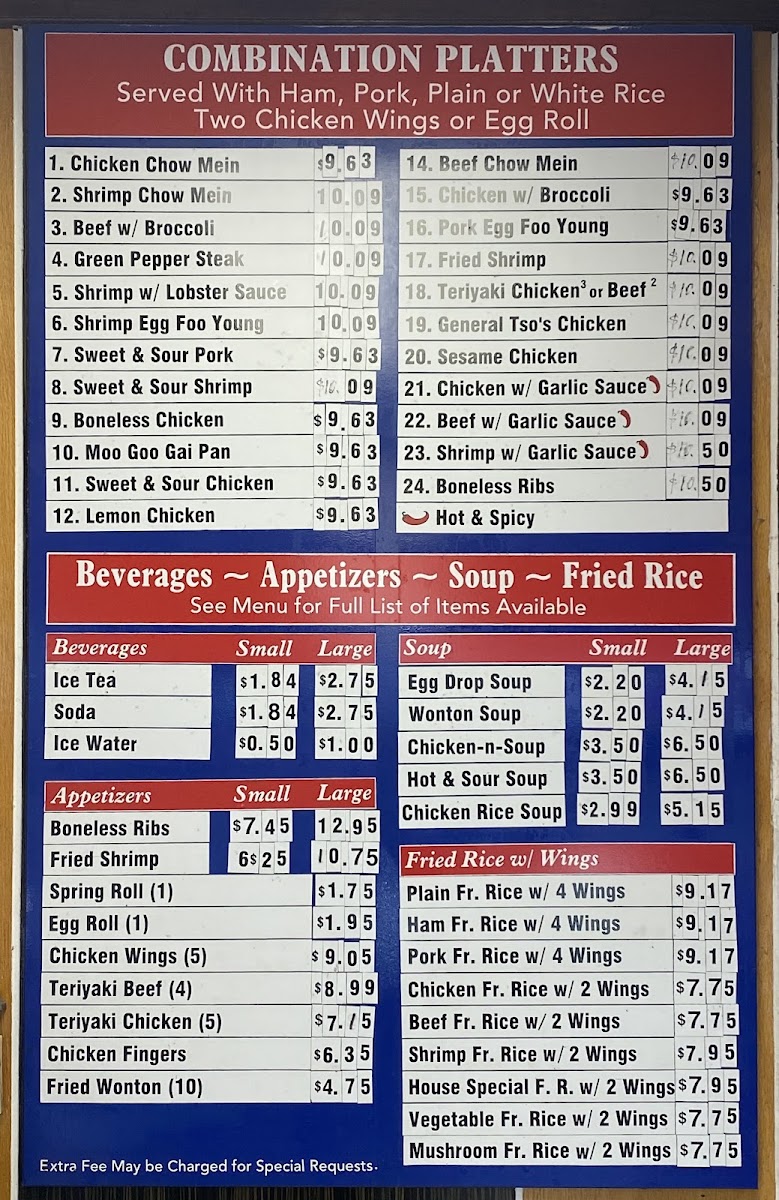 COMBINATION PLATTERS
Served With Ham, Pork, Plain or White Rice
Two Chicken Wings or Egg Roll
1. Chicken Chow Mein $9.63
2. Shrimp Chow Mein 10.09
3. Beef w/ Broccoli 10.09
4. Green Pepper Steak 10.09
5. Shrimp w/ Lobster Sauce 10.09
6. Shrimp Egg Foo Young 10.09
7. Sweet & Sour Pork $9.63
8. Sweet & Sour Shrimp $10.09
9. Boneless Chicken $9.63
10. Moo Goo Gai Pan $9.63
11. Sweet & Sour Chicken $9.63
12. Lemon Chicken $9.63
14. Beef Chow Mein $10.09
15. Chicken w/ Broccoli $9.63
16. Pork Egg Foo Young $9.63
17. Fried Shrimp $10.09
18. Teriyaki Chicken³ or Beef² $10.09
19. General Tso's Chicken $10.09
20. Sesame Chicken $10.09
21. Chicken w/ Garlic Sauce $10.09
22. Beef w/ Garlic Sauce $10.09
23. Shrimp w/ Garlic Sauce $10.50
24. Boneless Ribs $10.50
Hot & Spicy
Beverages ~ Appetizers ~ Soup ~ Fried Rice
See Menu for Full List of Items Available
Beverages Small Large
Ice Tea $1.84 $2.75
Soda $1.84 $2.75
Ice Water $0.50 $1.00
Appetizers Small Large
Boneless Ribs $7.45 12.95
Fried Shrimp 6$25 10.75
Spring Roll (1) $1.75
Egg Roll (1) $1.95
Chicken Wings (5) $9.05
Teriyaki Beef (4) $8.99
Teriyaki Chicken (5) $7.15
Chicken Fingers $6.35
Fried Wonton (10) $4.75
Soup Small Large
Egg Drop Soup $2.20 $4.15
Wonton Soup $2.20 $4.15
Chicken-n-Soup $3.50 $6.50
Hot & Sour Soup $3.50 $6.50
Chicken Rice Soup $2.99 $5.15
Fried Rice w/ Wings
Plain Fr. Rice w/ 4 Wings $9.17
Ham Fr. Rice w/ 4 Wings $9.17
Pork Fr. Rice w/ 4 Wings $9.17
Chicken Fr. Rice w/ 2 Wings $7.75
Beef Fr. Rice w/ 2 Wings $7.75
Shrimp Fr. Rice w/ 2 Wings $7.95
House Special F. R. w/ 2 Wings $7.95
Vegetable Fr. Rice w/ 2 Wings $7.75
Mushroom Fr. Rice w/ 2 Wings $7.75
Extra Fee May be Charged for Special Requests.